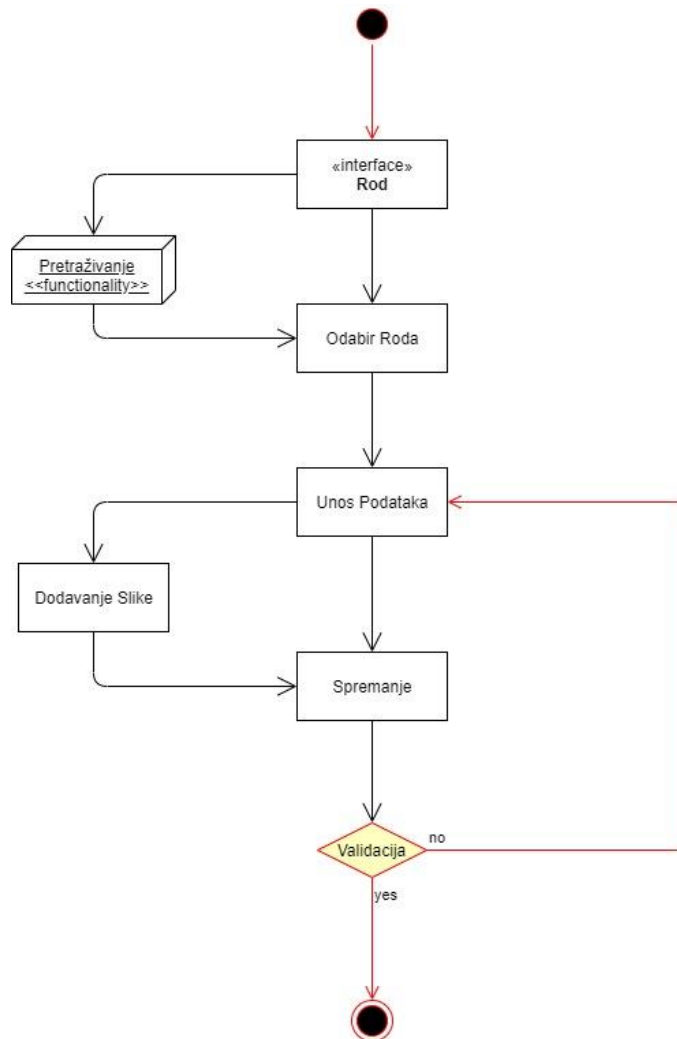 «interface»
Rod
Pretraživanje
<<functionality>>
Odabir Roda
Unos Podataka
Dodavanje Slike
Spremanje
Validacija
no
yes